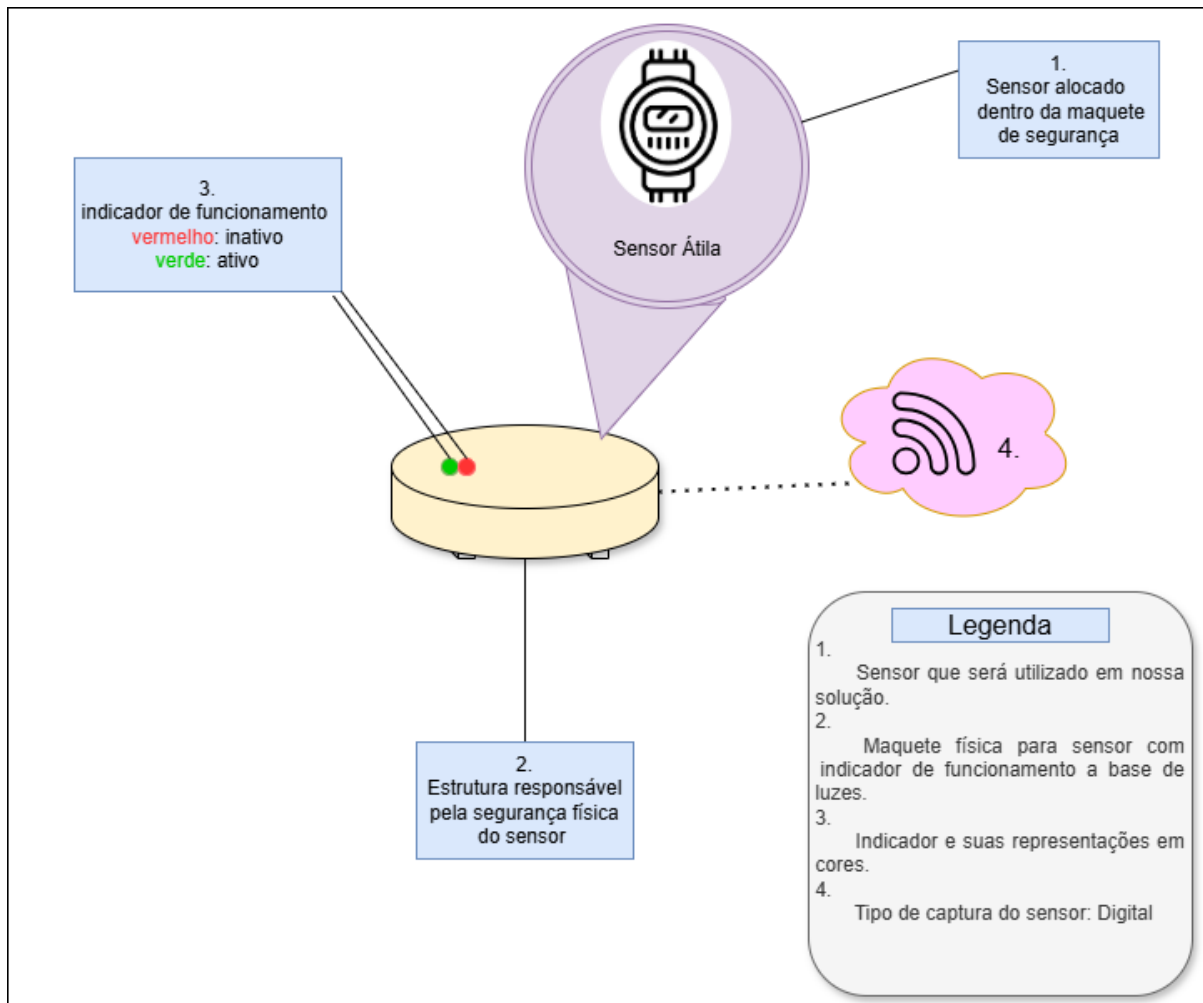 1.
Sensor alocado
dentro da maquete
de segurança
3.
indicador de funcionamento
vermelho: inativo
verde: ativo
Sensor Átila
4.
2.
Estrutura responsável
pela segurança física
do sensor
Legenda
1.
Sensor que será utilizado em nossa
solução.
2.
Maquete física para sensor com
indicador de funcionamento a base de
luzes.
3.
Indicador e suas representações em
cores.
4.
Tipo de captura do sensor: Digital